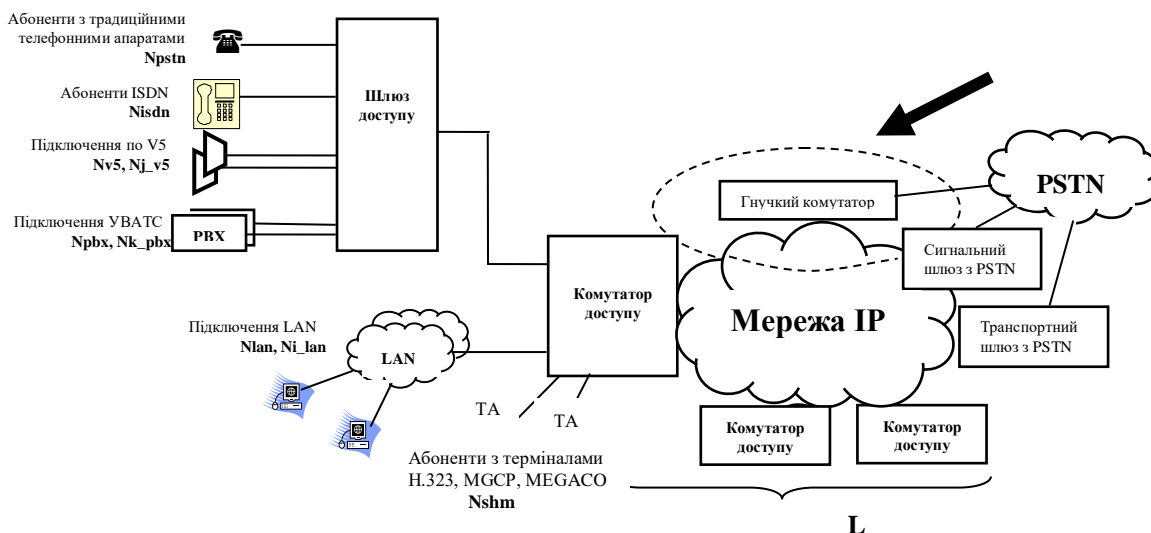 Абоненти з традиційними
телефонними апаратами
Npstn
Абоненти ISDN
Nisdn
Підключення по V5
Nv5, Nj_v5
Підключення УВАТС
Npbx, Nk_pbx
PBX
Шлюз
доступу
Підключення LAN
Nlan, Ni_lan
LAN
Комутатор
доступу
ТА
ТА
Абоненти з терміналами
H.323, MGCP, MEGACO
Nshm
Гнучкий комутатор
PSTN
Сигнальний
шлюз з PSTN
Мережа IP
Транспортний
шлюз з PSTN
Комутатор
доступу
Комутатор
доступу
L